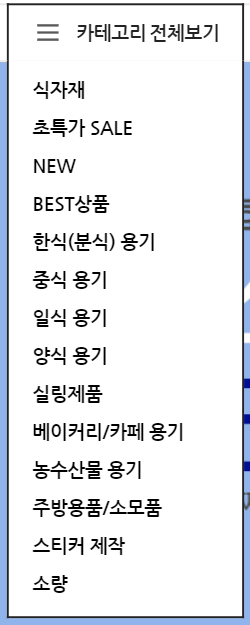 카테고리 전체보기
식자재
초특가 SALE
NEW
BEST상품
한식(분식) 용기
중식 용기
일식 용기
양식 용기
실링제품
베이커리/카페 용기
농수산물 용기
주방용품/소모품
스티커 제작
소량